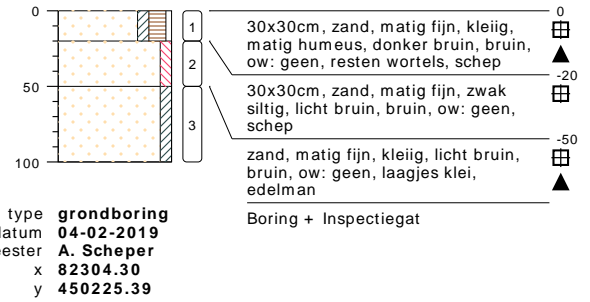 0
50
100
1
2
3
0
30x30cm, zand, matig fijn, kleiig,
matig humeus, donker bruin, bruin,
ow: geen, resten wortels, schep
-20
30x30cm, zand, matig fijn, zwak
siltig, licht bruin, bruin, ow: geen,
schep
-50
zand, matig fijn, kleiig, licht bruin,
bruin, ow: geen, laagjes klei,
edelman
Boring + Inspectiegat
type grondboring
datum 04-02-2019
eester A. Scheper
x 82304.30
y 450225.39